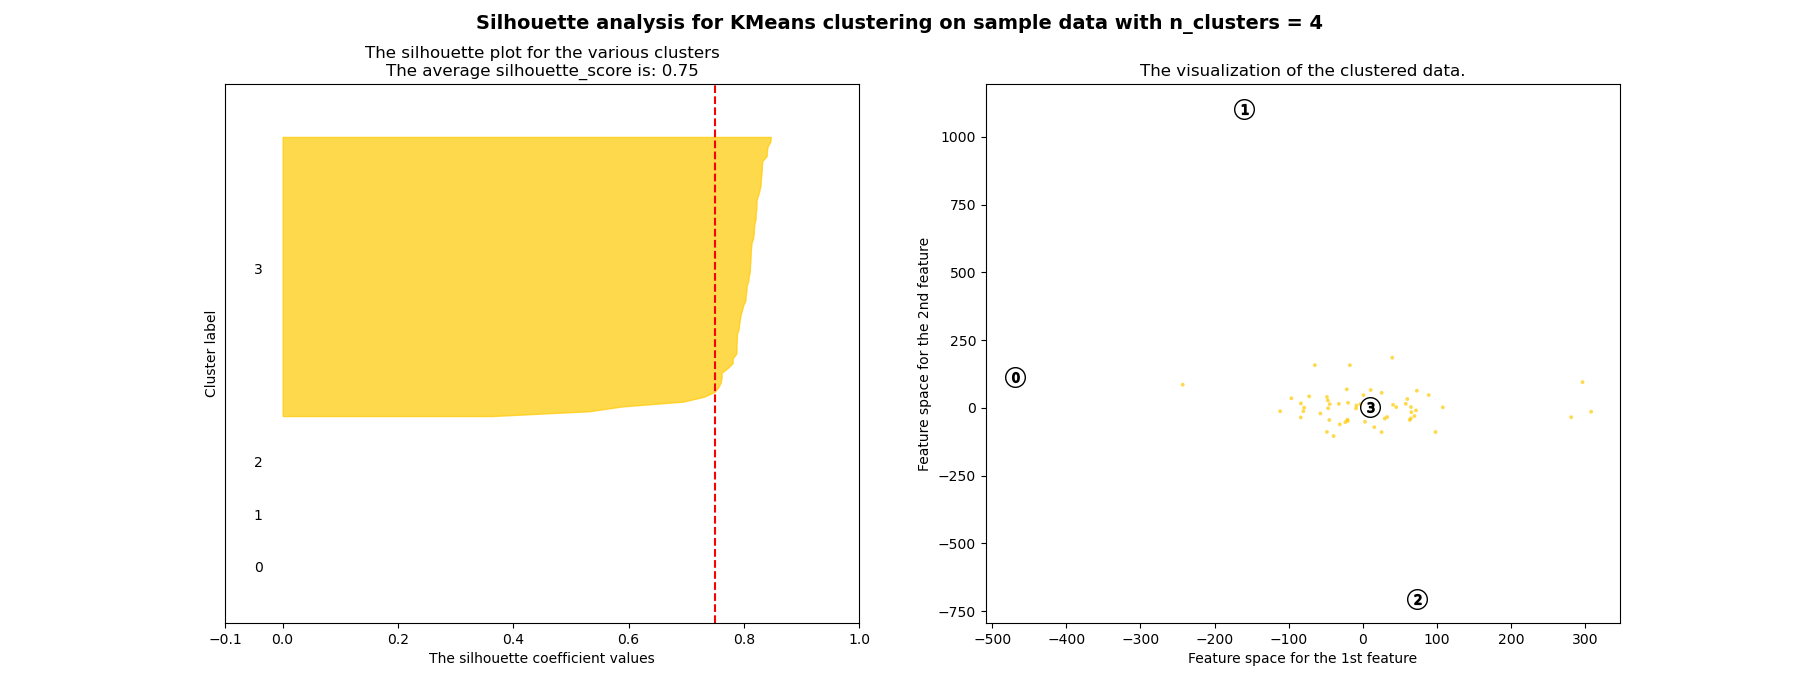 Silhouette analysis for KMeans clustering on sample data with n_clusters = 4
The silhouette plot for the various clusters
The average silhouette_score is: 0.75
Cluster label
3
2
1
0
−0.1 0.0 0.2 0.4 0.6 0.8 1.0
The silhouette coefficient values
The visualization of the clustered data.
Feature space for the 2nd feature
1000
750
500
250
0
−250
−500
−750
1
0
3
2
−500 −400 −300 −200 −100 0 100 200 300
Feature space for the 1st feature